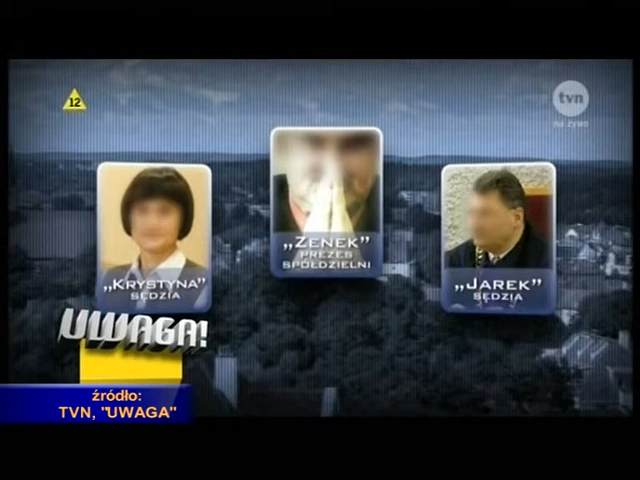 12
tvn
na żywo
„ZENEK”
PREZES
SPÓŁDZIELNI
„KRYSTYNA”
SĘDZIA
„JAREK”
SĘDZIA
UWAGA!
źródło:
TVN, "UWAGA"